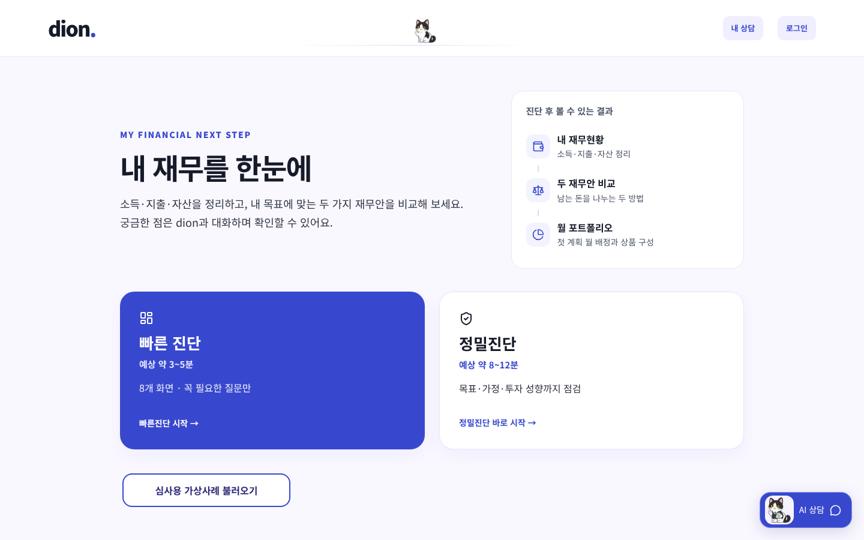 dion.
내 상담
로그인
MY FINANCIAL NEXT STEP
내 재무를 한눈에
소득·지출·자산을 정리하고, 내 목표에 맞는 두 가지 재무안을 비교해 보세요.
궁금한 점은 dion과 대화하며 확인할 수 있어요.
진단 후 볼 수 있는 결과
내 재무현황
소득·지출·자산 정리
두 재무안 비교
남는 돈을 나누는 두 방법
월 포트폴리오
첫 계획 월 배정과 상품 구성
빠른 진단
예상 약 3~5분
8개 화면 · 꼭 필요한 질문만
빠른진단 시작 →
정밀진단
예상 약 8~12분
목표·가정·투자 성향까지 점검
정밀진단 바로 시작 →
심사용 가상사례 불러오기
AI 상담